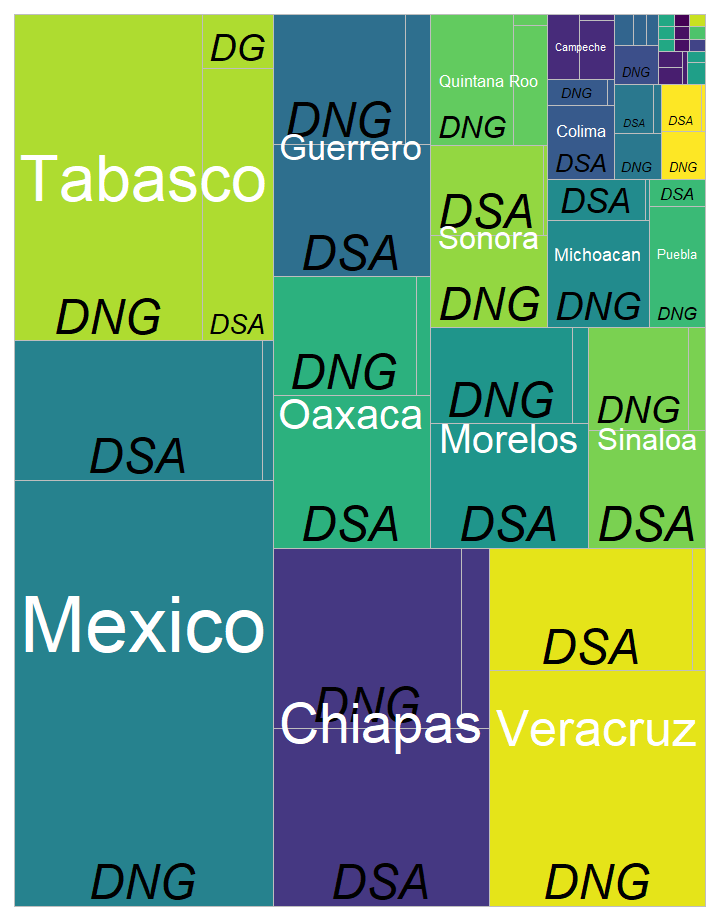 DG
Tabasco
DNG
DSA
DSA
Mexico
DNG
DNG
Guerrero
DSA
DNG
Oaxaca
DSA
Quintana Roo
DNG
DSA
Sonora
DNG
Campeche
DNG
Colima
DSA
DNG
DSA
DNG
DSA
DNG
DSA
Michoacan
DNG
DSA
Puebla
DNG
DNG
Morelos
DSA
DNG
Sinaloa
DSA
DNG
Chiapas
DSA
DSA
Veracruz
DNG